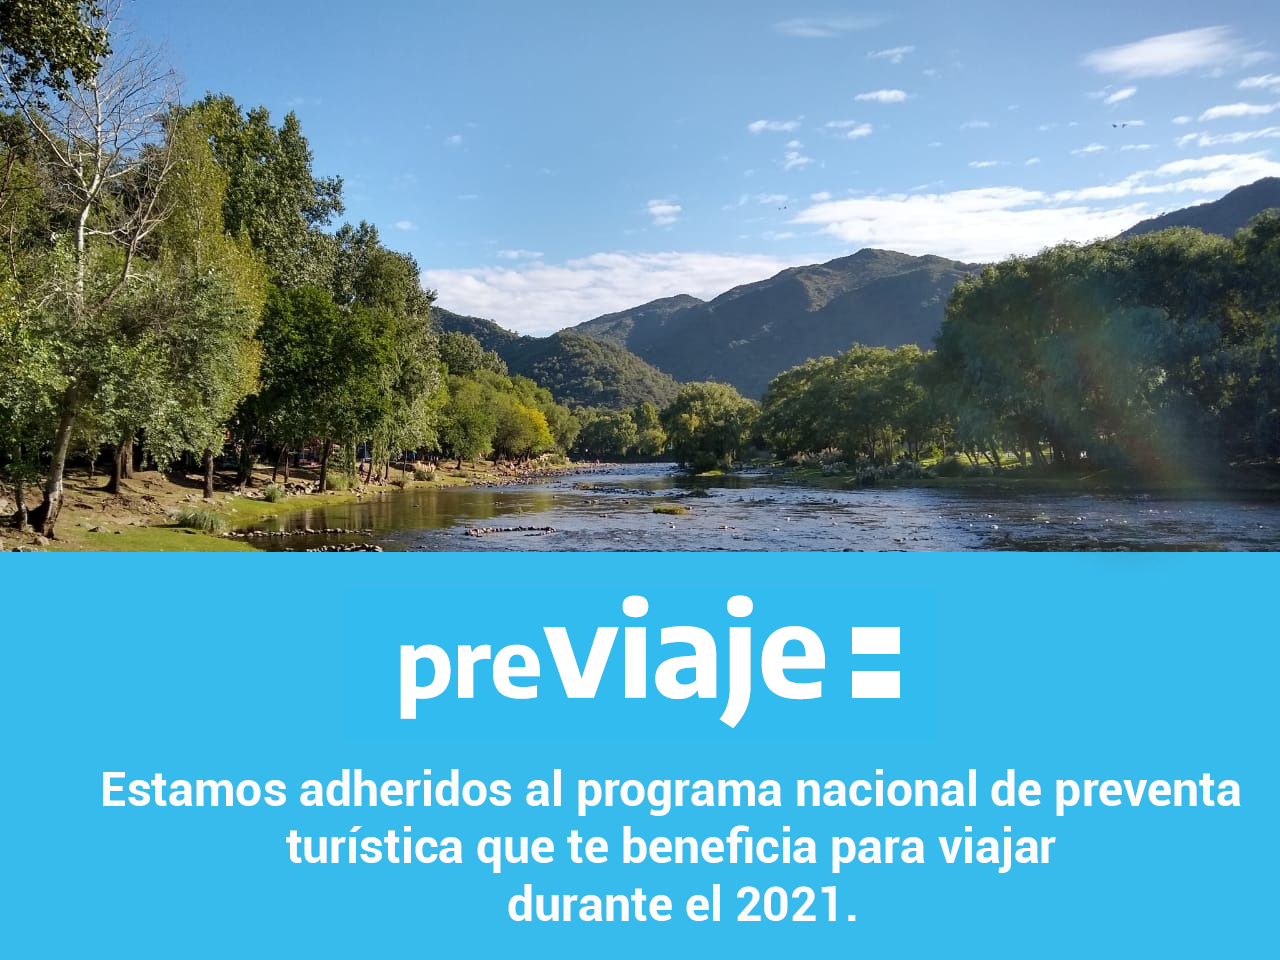 preViaje
Estamos adheridos al programa nacional de preventa
turística que te beneficia para viajar
durante el 2021.